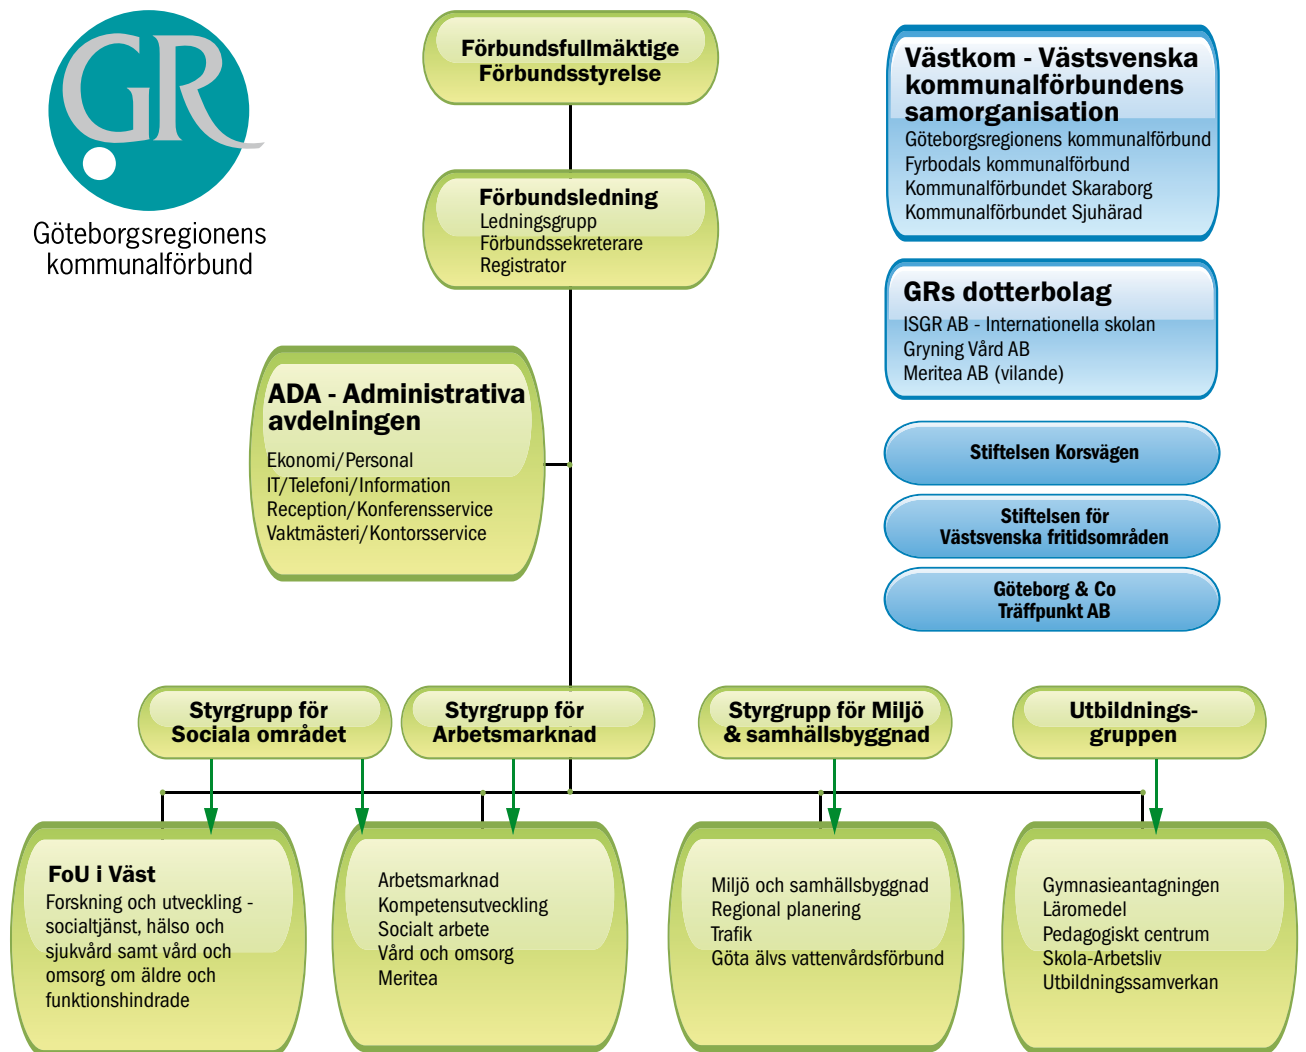 GR
Göteborgsregionens
kommunalförbund
Förbundsfullmäktige
Förbundsstyrelse
Förbundsledning
Ledningsgrupp
Förbundssekreterare
Registrator
ADA - Administrativa
avdelningen
Ekonomi/Personal
IT/Telefoni/Information
Reception/Konferensservice
Vaktmästeri/Kontorsservice
Västkom - Västsvenska
kommunalförbundens
samorganisation
Göteborgsregionens kommunalförbund
Fyrbodals kommunalförbund
Kommunalförbundet Skaraborg
Kommunalförbundet Sjuhärad
GRs dotterbolag
ISGR AB - Internationella skolan
Gryning Vård AB
Meritea AB (vilande)
Stiftelsen Korsvägen
Stiftelsen för
Västsvenska fritidsområden
Göteborg & Co
Träffpunkt AB
Styrgrupp för
Sociala området
Styrgrupp för
Arbetsmarknad
Styrgrupp för Miljö
& samhällsbyggnad
Utbildnings-
gruppen
FoU i Väst
Forskning och utveckling -
socialtjänst, hälso och
sjukvård samt vård och
omsorg om äldre och
funktionshindrade
Arbetsmarknad
Kompetensutveckling
Socialt arbete
Vård och omsorg
Meritea
Miljö och samhällsbyggnad
Regional planering
Trafik
Göta älvs vattenvårdsförbund
Gymnasieantagningen
Läromedel
Pedagogiskt centrum
Skola-Arbetsliv
Utbildningssamverkan